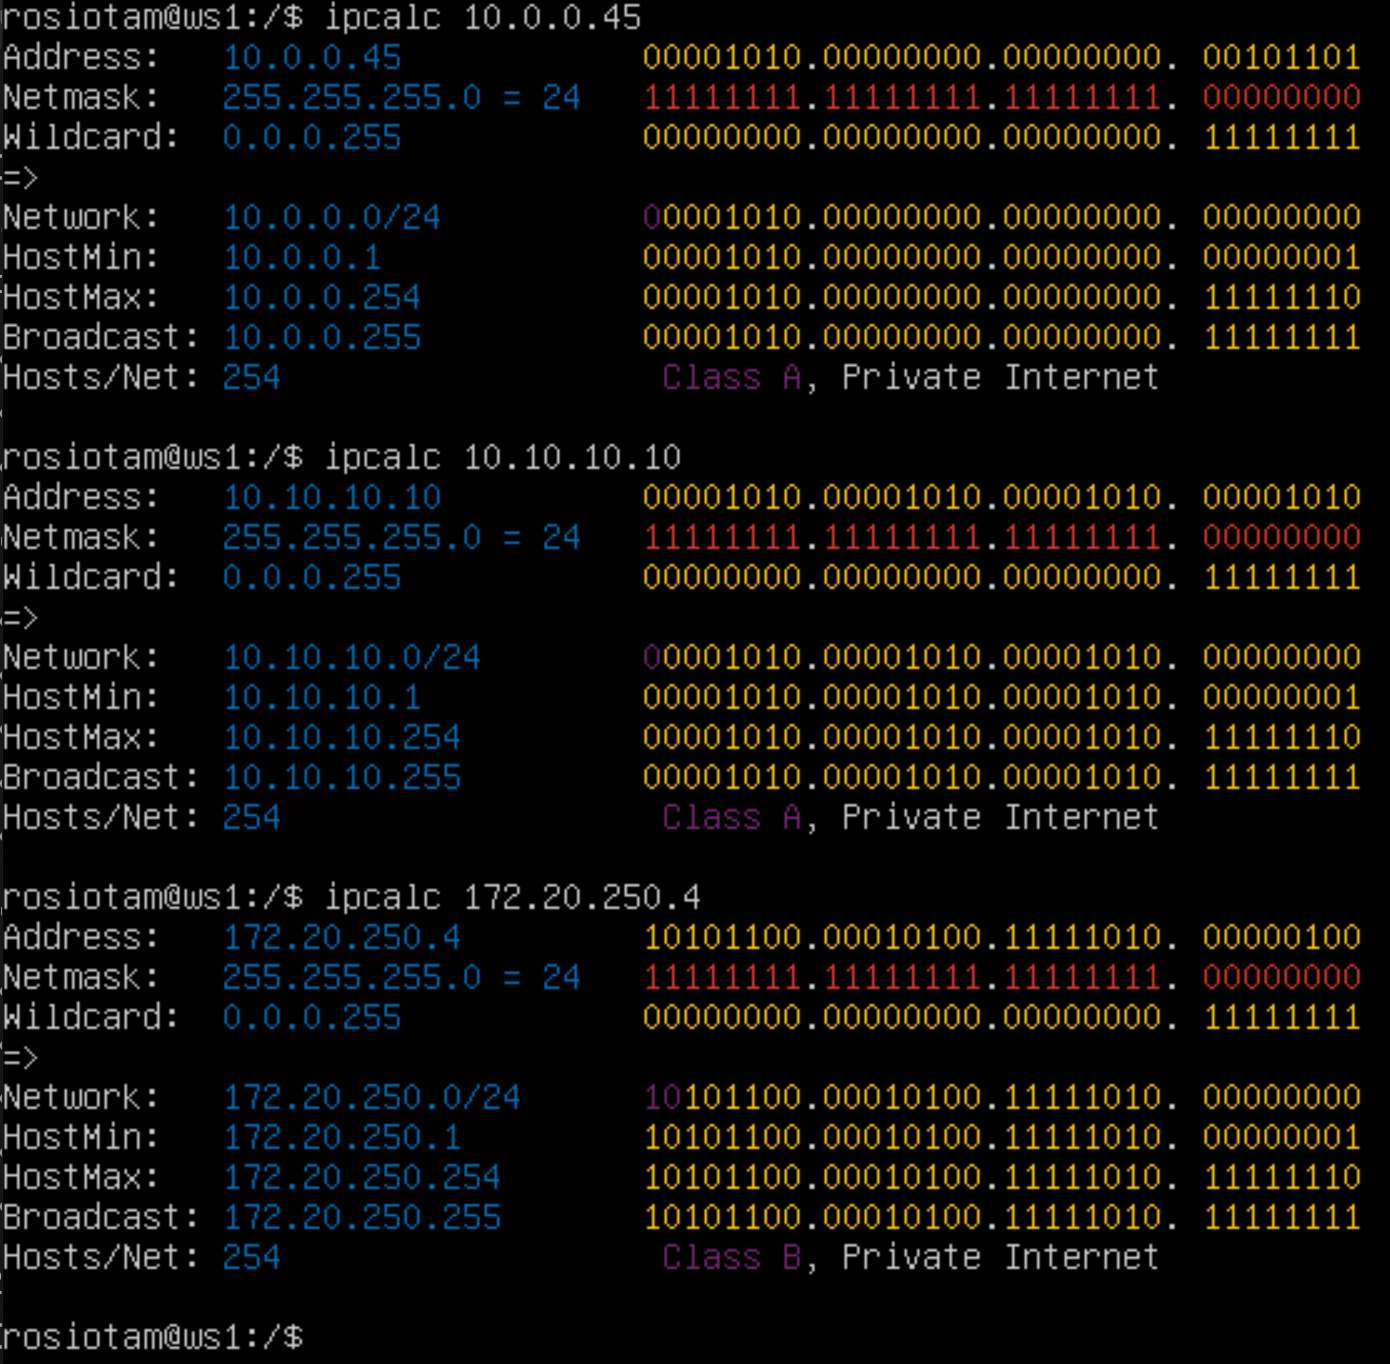 rosiotam@ws1:/$ ipcalc 10.0.0.45
Address:   10.0.0.45            00001010.00000000.00000000. 00101101
Netmask:   255.255.255.0 = 24   11111111.11111111.11111111. 00000000
Wildcard:  0.0.0.255            00000000.00000000.00000000. 11111111
=>
Network:   10.0.0.0/24          00001010.00000000.00000000. 00000000
HostMin:   10.0.0.1             00001010.00000000.00000000. 00000001
HostMax:   10.0.0.254           00001010.00000000.00000000. 11111110
Broadcast: 10.0.0.255           00001010.00000000.00000000. 11111111
Hosts/Net: 254                   Class A, Private Internet
rosiotam@ws1:/$ ipcalc 10.10.10.10
Address:   10.10.10.10          00001010.00001010.00001010. 00001010
Netmask:   255.255.255.0 = 24   11111111.11111111.11111111. 00000000
Wildcard:  0.0.0.255            00000000.00000000.00000000. 11111111
=>
Network:   10.10.10.0/24        00001010.00001010.00001010. 00000000
HostMin:   10.10.10.1           00001010.00001010.00001010. 00000001
HostMax:   10.10.10.254         00001010.00001010.00001010. 11111110
Broadcast: 10.10.10.255         00001010.00001010.00001010. 11111111
Hosts/Net: 254                   Class A, Private Internet
rosiotam@ws1:/$ ipcalc 172.20.250.4
Address:   172.20.250.4         10101100.00010100.11111010. 00000100
Netmask:   255.255.255.0 = 24   11111111.11111111.11111111. 00000000
Wildcard:  0.0.0.255            00000000.00000000.00000000. 11111111
=>
Network:   172.20.250.0/24      10101100.00010100.11111010. 00000000
HostMin:   172.20.250.1         10101100.00010100.11111010. 00000001
HostMax:   172.20.250.254       10101100.00010100.11111010. 11111110
Broadcast: 172.20.250.255       10101100.00010100.11111010. 11111111
Hosts/Net: 254                   Class B, Private Internet
rosiotam@ws1:/$